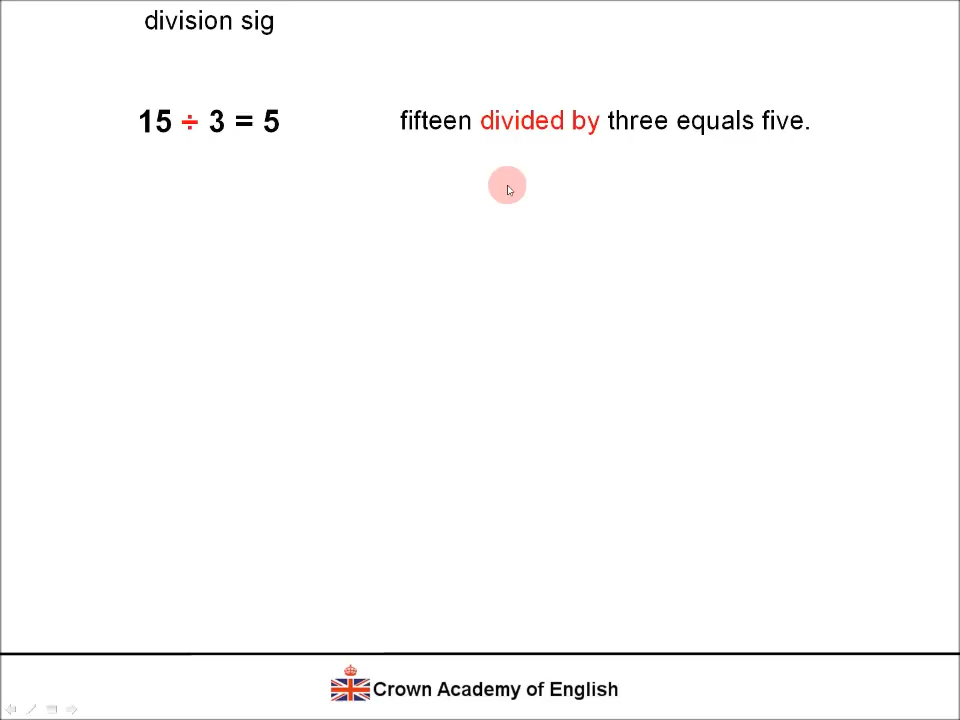 division sig
15 ÷ 3 = 5 fifteen divided by three equals five.
Crown Academy of English